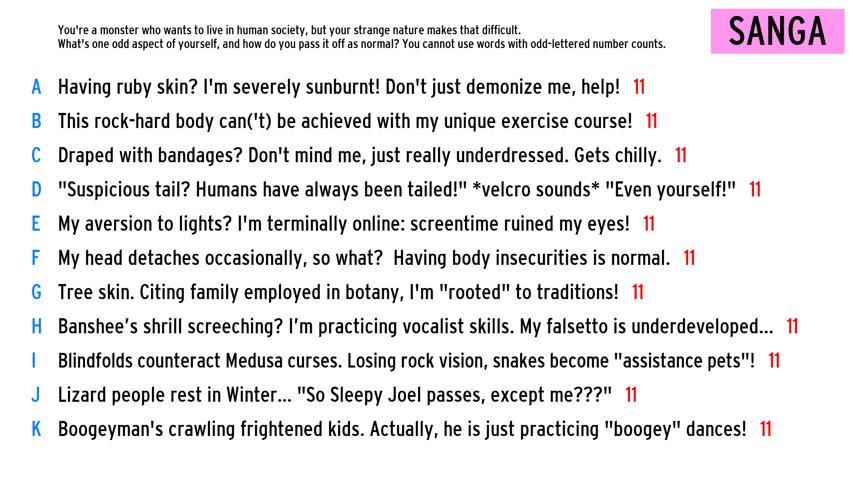 You're a monster who wants to live in human society, but your strange nature makes that difficult.
What's one odd aspect of yourself, and how do you pass it off as normal? You cannot use words with odd-lettered number counts.
SANGA
A Having ruby skin? I'm severely sunburnt! Don't just demonize me, help! 11
B This rock-hard body can('t) be achieved with my unique exercise course! 11
C Draped with bandages? Don't mind me, just really underdressed. Gets chilly. 11
D "Suspicious tail? Humans have always been tailed!" *velcro sounds* "Even yourself!" 11
E My aversion to lights? I'm terminally online: screentime ruined my eyes! 11
F My head detaches occasionally, so what?  Having body insecurities is normal. 11
G Tree skin. Citing family employed in botany, I'm "rooted" to traditions! 11
H Banshee’s shrill screeching? I’m practicing vocalist skills. My falsetto is underdeveloped... 11
I Blindfolds counteract Medusa curses. Losing rock vision, snakes become "assistance pets"! 11
J Lizard people rest in Winter... "So Sleepy Joel passes, except me???" 11
K Boogeyman's crawling frightened kids. Actually, he is just practicing "boogey" dances! 11